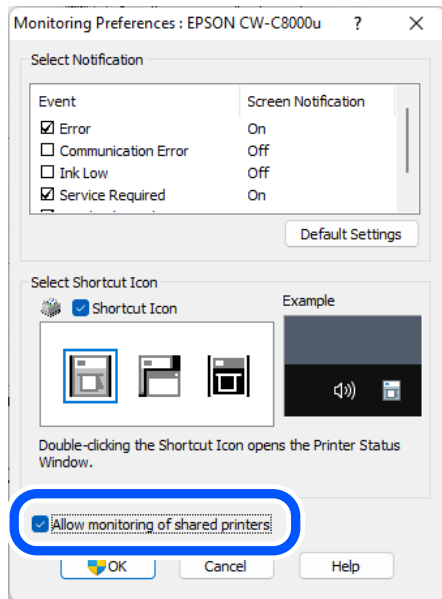 Monitoring Preferences : EPSON CW-C8000u ? ×
Select Notification
Event Screen Notification
Error On
Communication Error Off
Ink Low Off
Service Required On
Default Settings
Select Shortcut Icon
Shortcut Icon
Example
Double-clicking the Shortcut Icon opens the Printer Status
Window.
Allow monitoring of shared printers
OK Cancel Help